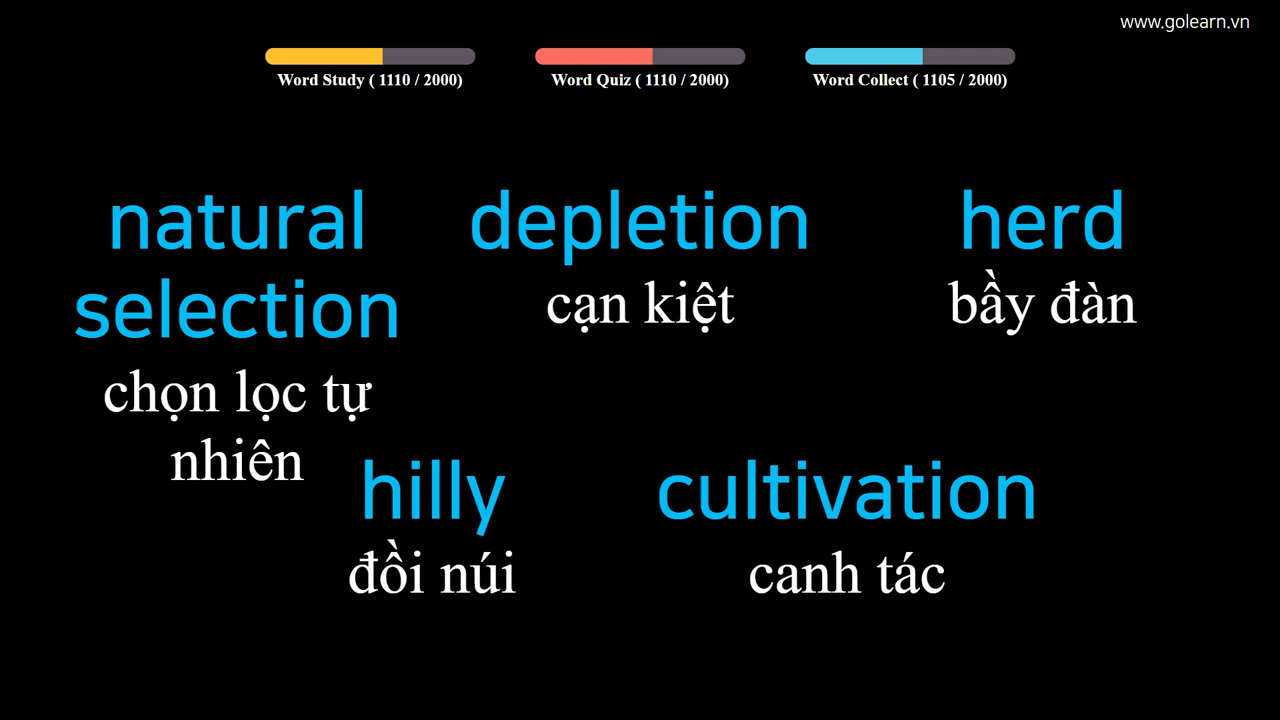 www.golearn.vn
Word Study ( 1110 / 2000)
Word Quiz ( 1110 / 2000)
Word Collect ( 1105 / 2000)
natural
selection
chọn lọc tự
nhiên
depletion
cạn kiệt
herd
bầy đàn
hilly
đồi núi
cultivation
canh tác